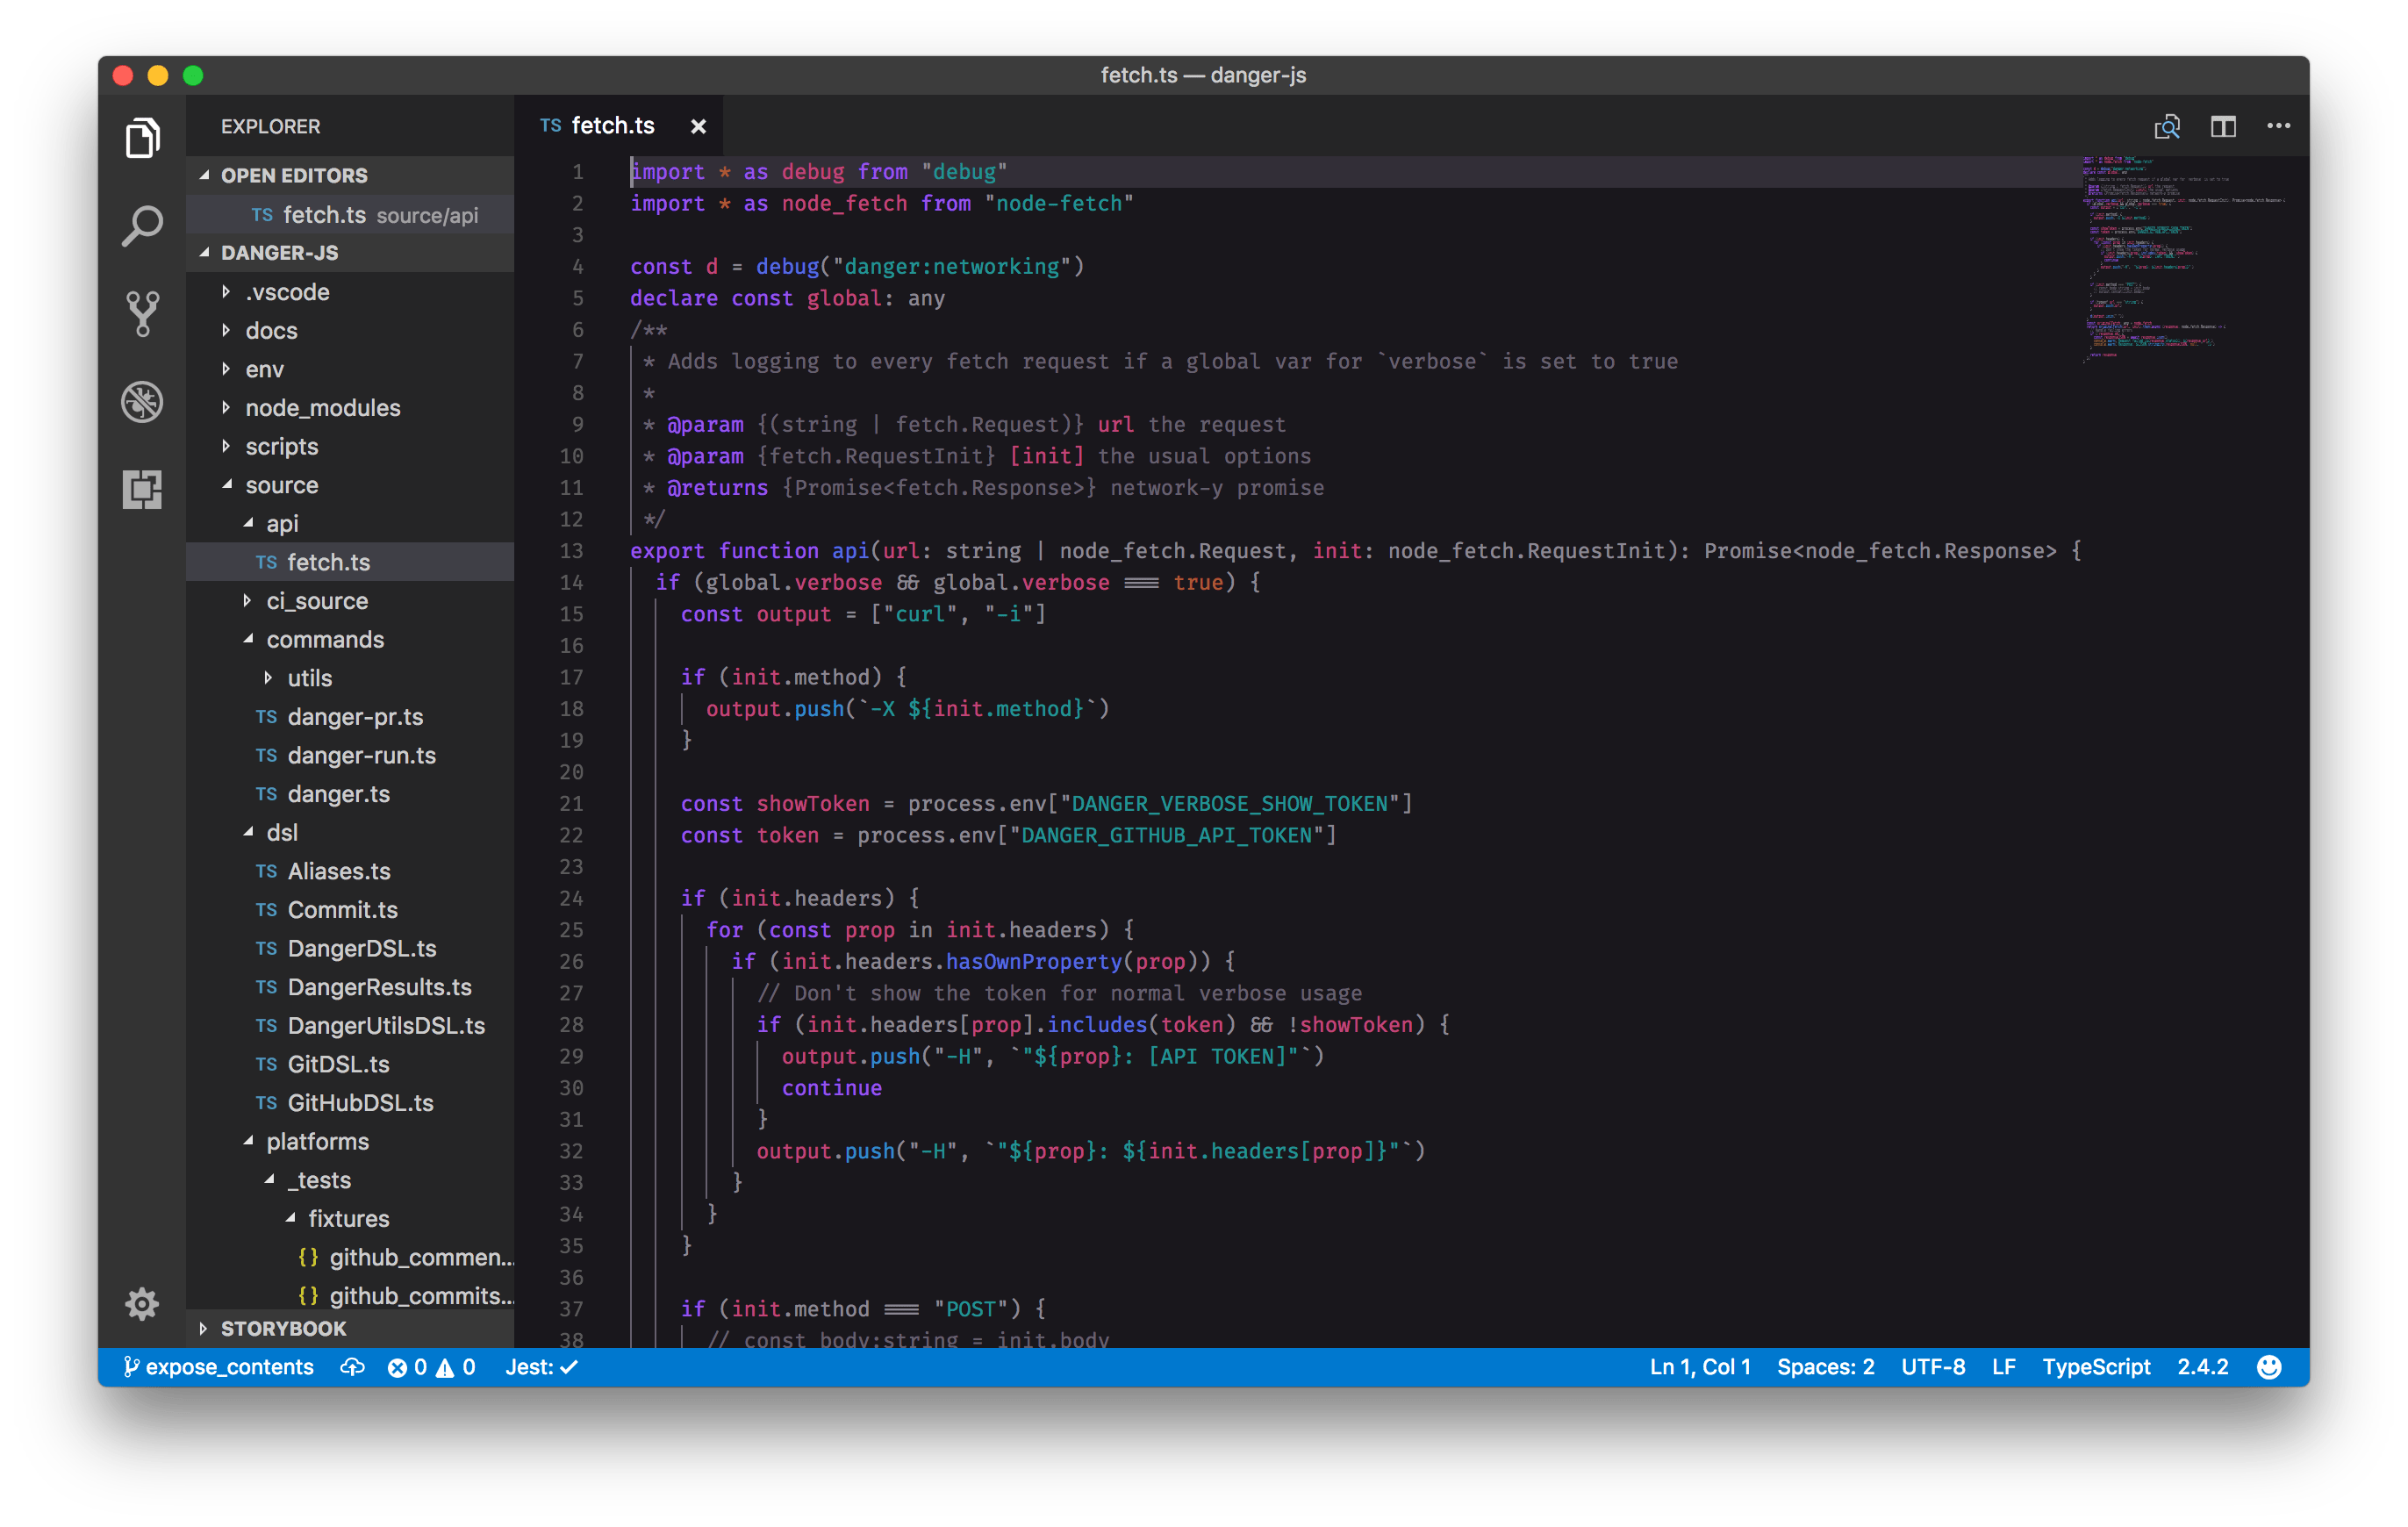 fetch.ts — danger-js
EXPLORER
OPEN EDITORS
TS fetch.ts source/api
DANGER-JS
.vscode
docs
env
node_modules
scripts
source
api
TS fetch.ts
ci_source
commands
utils
TS danger-pr.ts
TS danger-run.ts
TS danger.ts
dsl
TS Aliases.ts
TS Commit.ts
TS DangerDSL.ts
TS DangerResults.ts
TS DangerUtilsDSL.ts
TS GitDSL.ts
TS GitHubDSL.ts
platforms
_tests
fixtures
{} github_commen...
{} github_commits...
STORYBOOK
TS fetch.ts
1 import * as debug from "debug"
2 import * as node_fetch from "node-fetch"
3
4 const d = debug("danger:networking")
5 declare const global: any
6 /**
7 * Adds logging to every fetch request if a global var for `verbose` is set to true
8 *
9 * @param {(string | fetch.Request)} url the request
10 * @param {fetch.RequestInit} [init] the usual options
11 * @returns {Promise<fetch.Response>} network-y promise
12 */
13 export function api(url: string | node_fetch.Request, init: node_fetch.RequestInit): Promise<node_fetch.Response> {
14 if (global.verbose && global.verbose === true) {
15 const output = ["curl", "-i"]
16
17 if (init.method) {
18 output.push(`-X ${init.method}`)
19 }
20
21 const showToken = process.env["DANGER_VERBOSE_SHOW_TOKEN"]
22 const token = process.env["DANGER_GITHUB_API_TOKEN"]
23
24 if (init.headers) {
25 for (const prop in init.headers) {
26 if (init.headers.hasOwnProperty(prop)) {
27 // Don't show the token for normal verbose usage
28 if (init.headers[prop].includes(token) && !showToken) {
29 output.push("-H", `"${prop}: [API TOKEN]"`)
30 continue
31 }
32 output.push("-H", `"${prop}: ${init.headers[prop]}"`)
33 }
34 }
35 }
36
37 if (init.method === "POST") {
38 // const body:string = init.body
expose_contents 0 0 Jest: ✓ Ln 1, Col 1 Spaces: 2 UTF-8 LF TypeScript 2.4.2